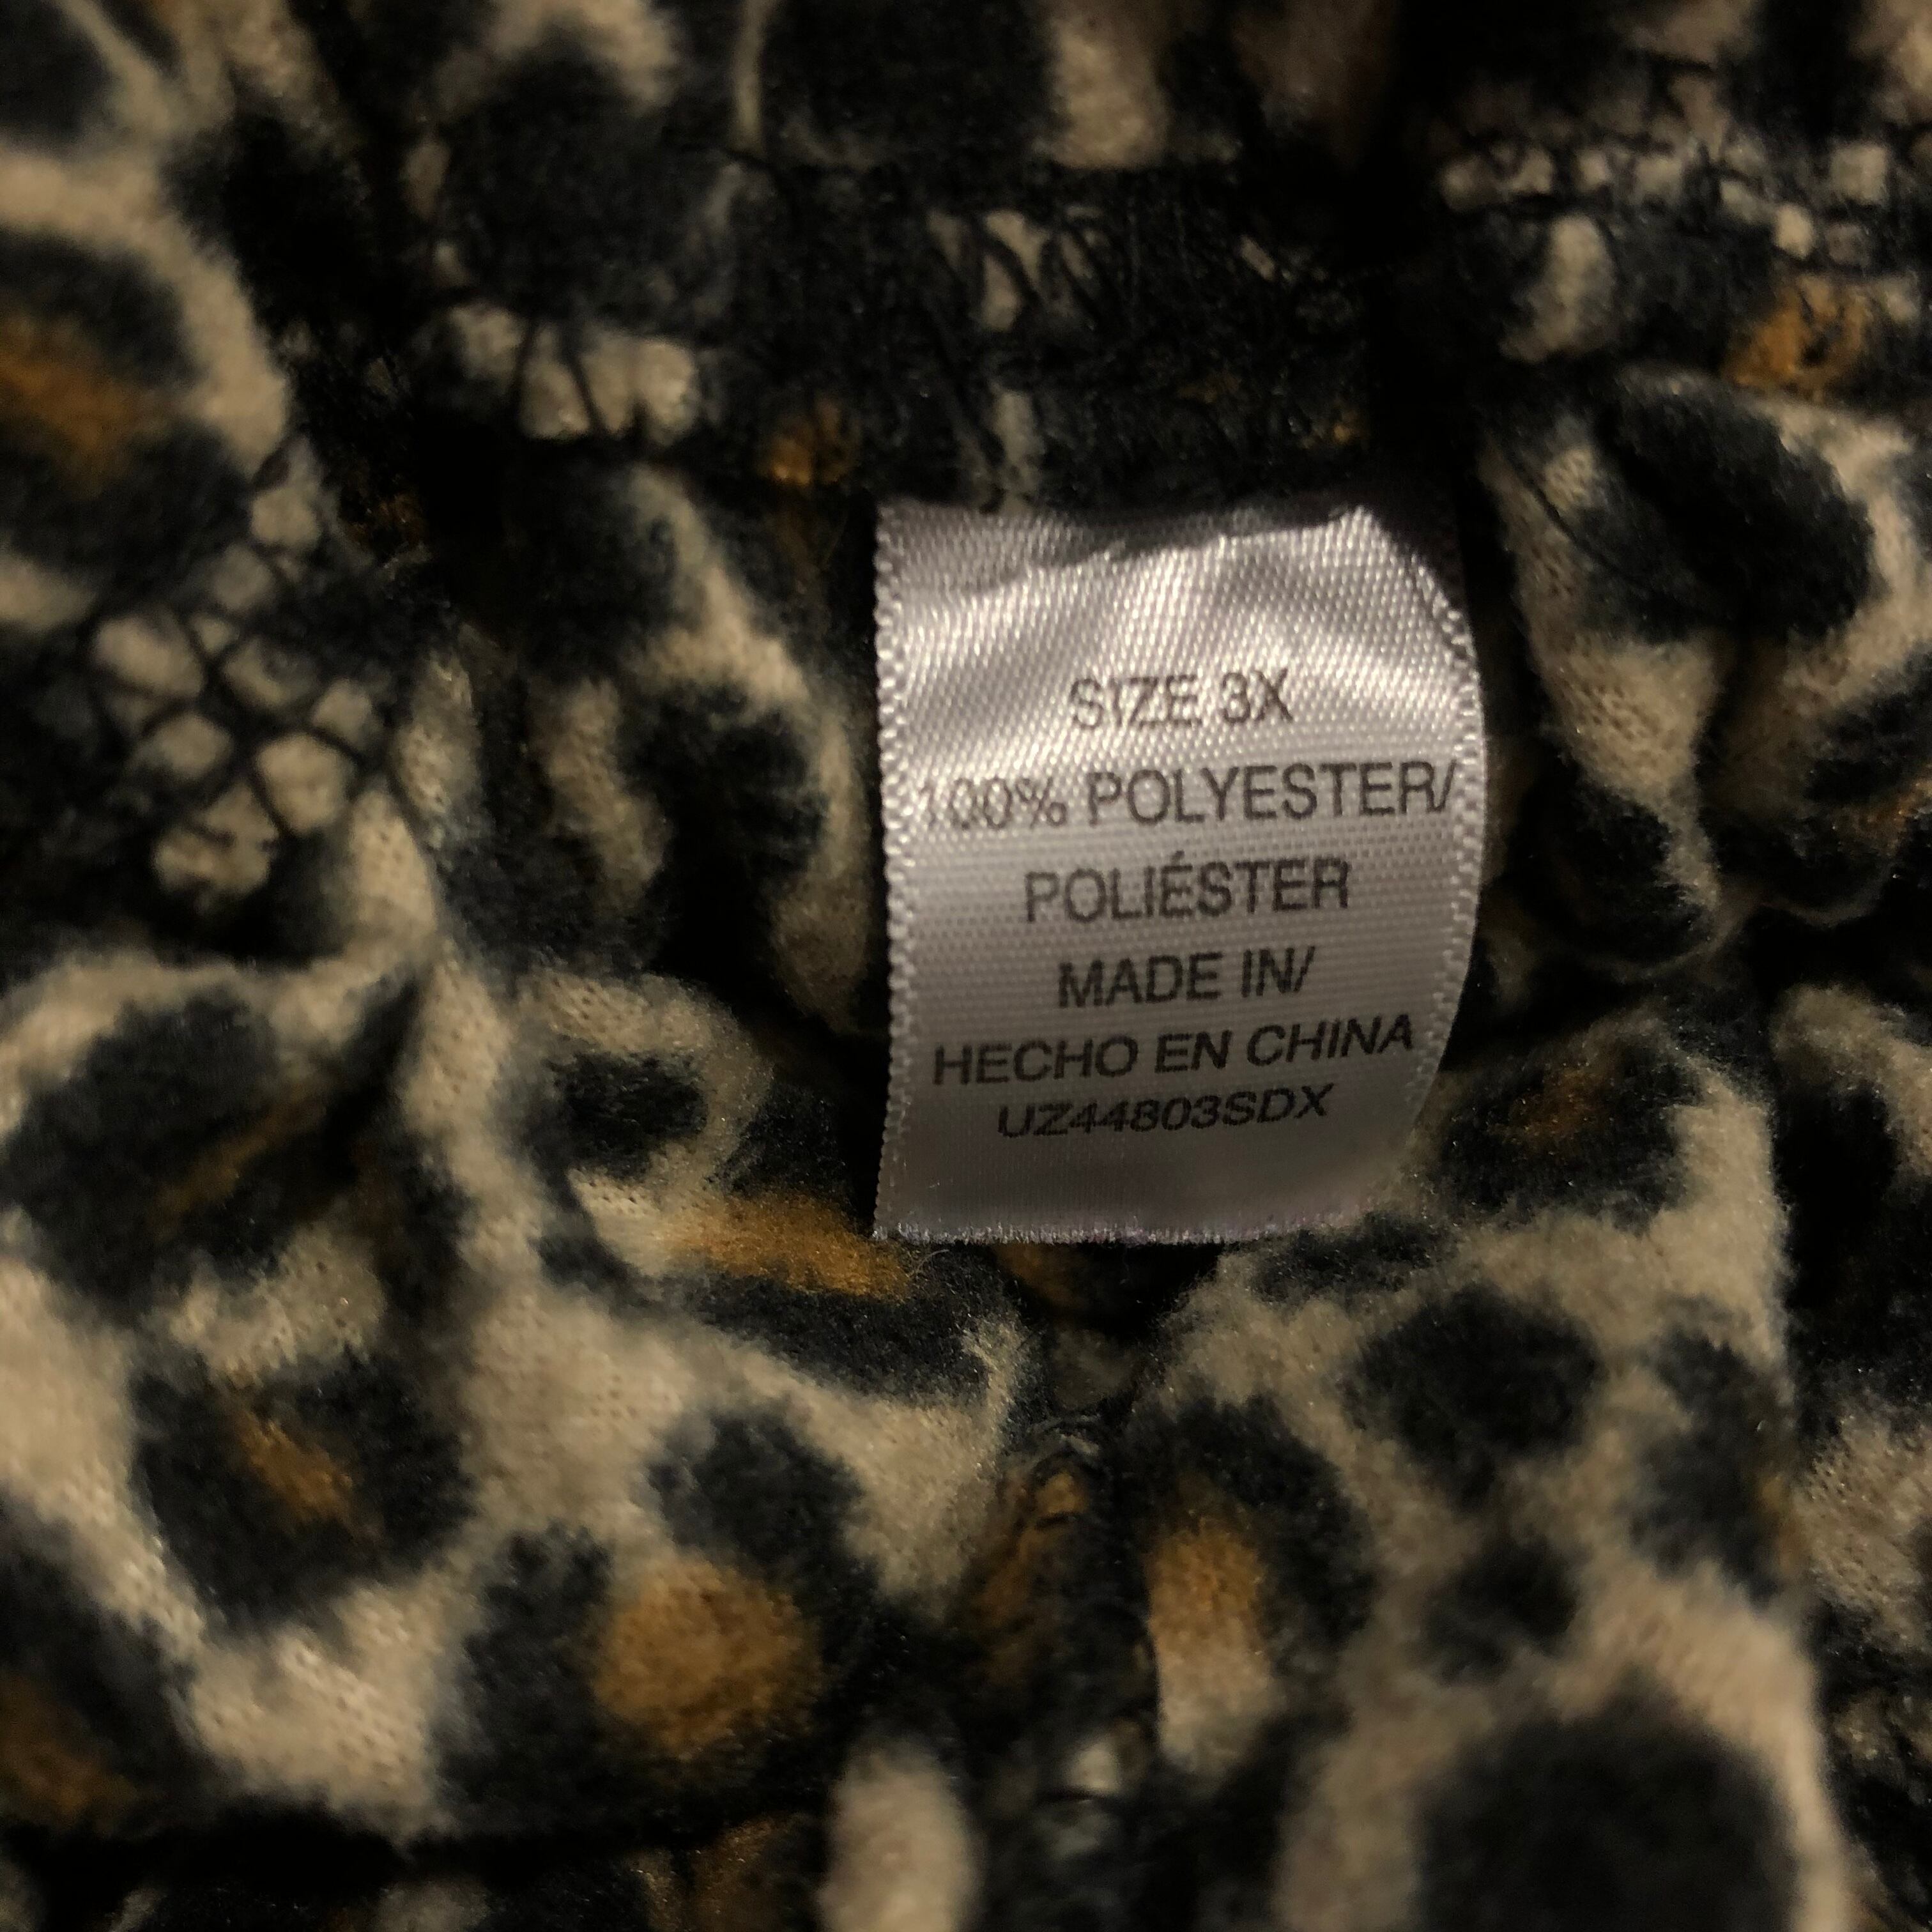 SIZE 3X
100% POLYESTER/
POLIÉSTER
MADE IN/
HECHO EN CHINA
UZ44803SDX